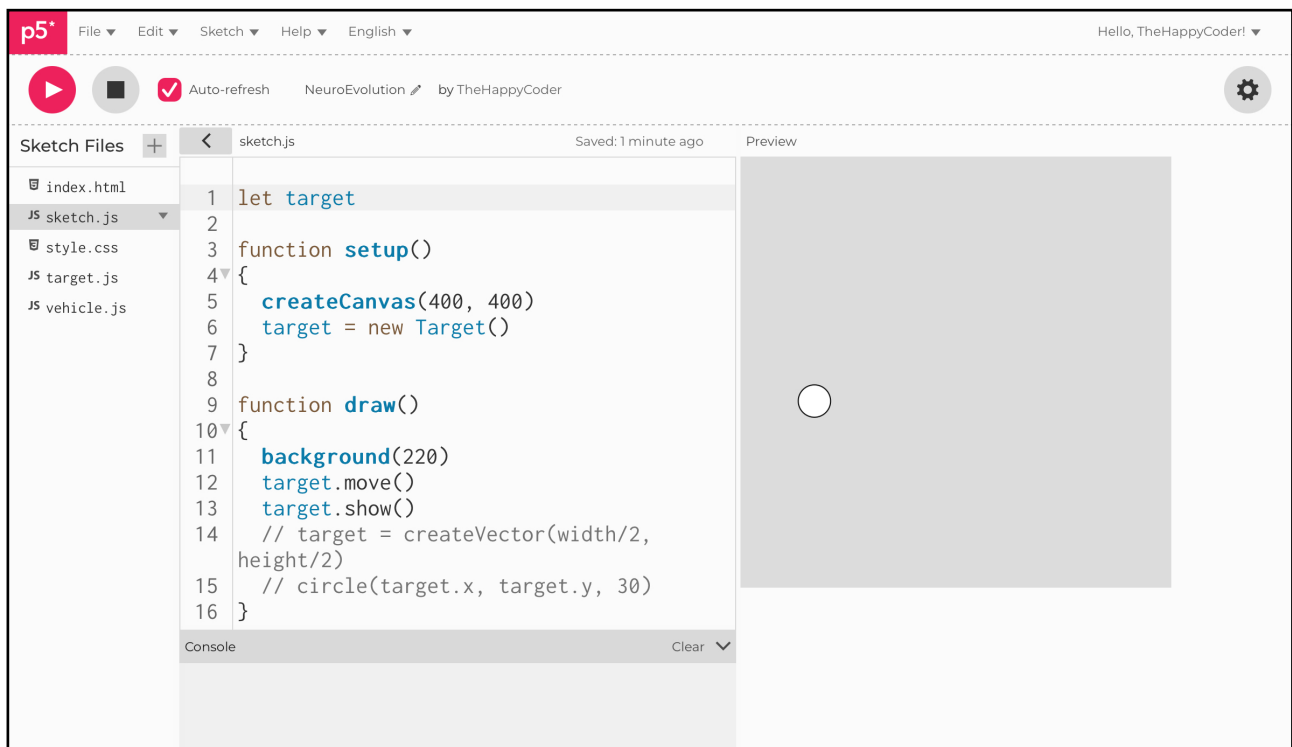 p5* File Edit Sketch Help English Hello, TheHappyCoder!
Auto-refresh NeuroEvolution by TheHappyCoder
Sketch Files + sketch.js Saved: 1 minute ago Preview
index.html
JS sketch.js
style.css
JS target.js
JS vehicle.js
1 let target
2
3 function setup()
4 {
5 createCanvas(400, 400)
6 target = new Target()
7 }
8
9 function draw()
10 {
11 background(220)
12 target.move()
13 target.show()
14 // target = createVector(width/2,
height/2)
15 // circle(target.x, target.y, 30)
16 }
Console Clear